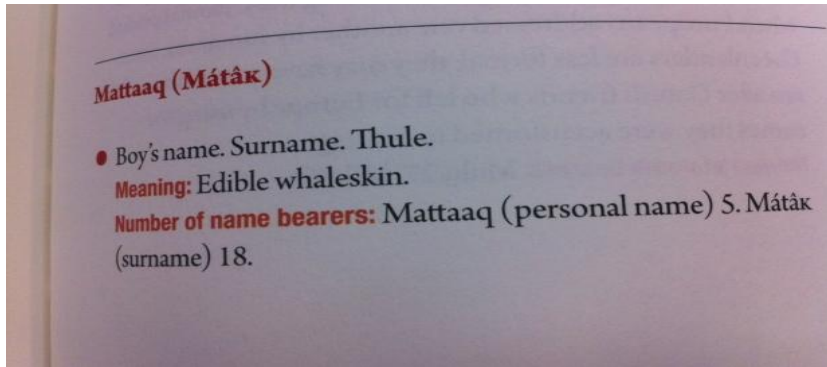 Mattaaq (Mátâĸ)
• Boy's name. Surname. Thule.
Meaning: Edible whaleskin.
Number of name bearers: Mattaaq (personal name) 5. Mátâĸ
(surname) 18.